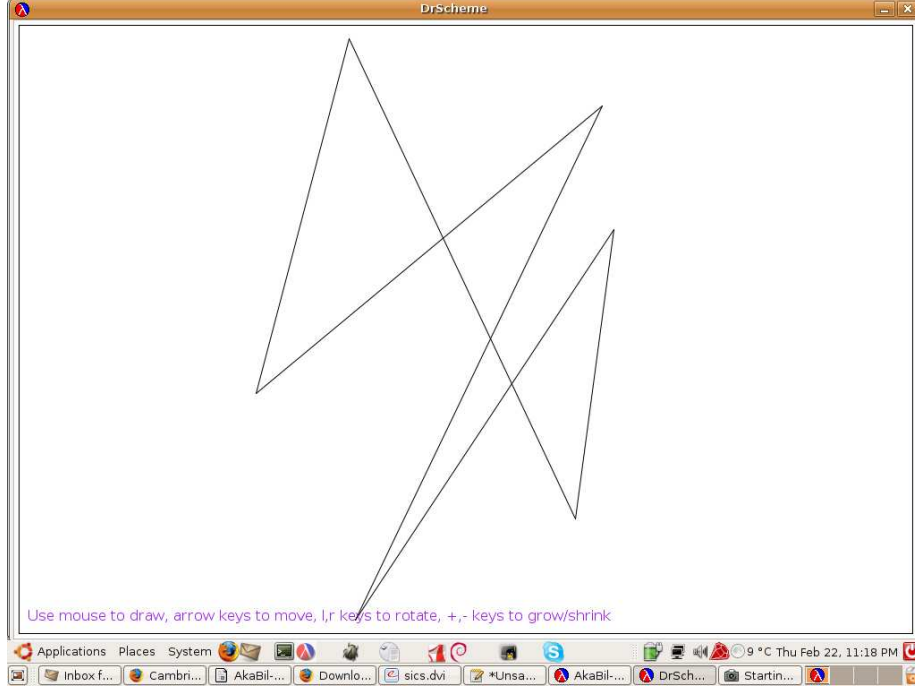 DrScheme
Use mouse to draw, arrow keys to move, l,r keys to rotate, +,- keys to grow/shrink
Applications Places System 9 °C Thu Feb 22, 11:18 PM
Inbox f... Cambri... AkaBil-... Downlo... sics.dvi *Unsa... AkaBil-... DrSch... Startin...